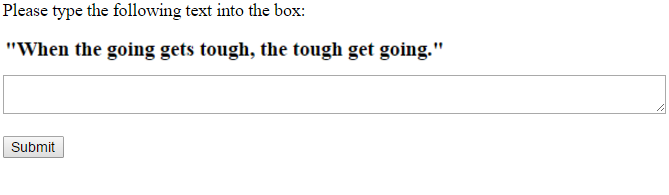 Please type the following text into the box:
"When the going gets tough, the tough get going."
Submit